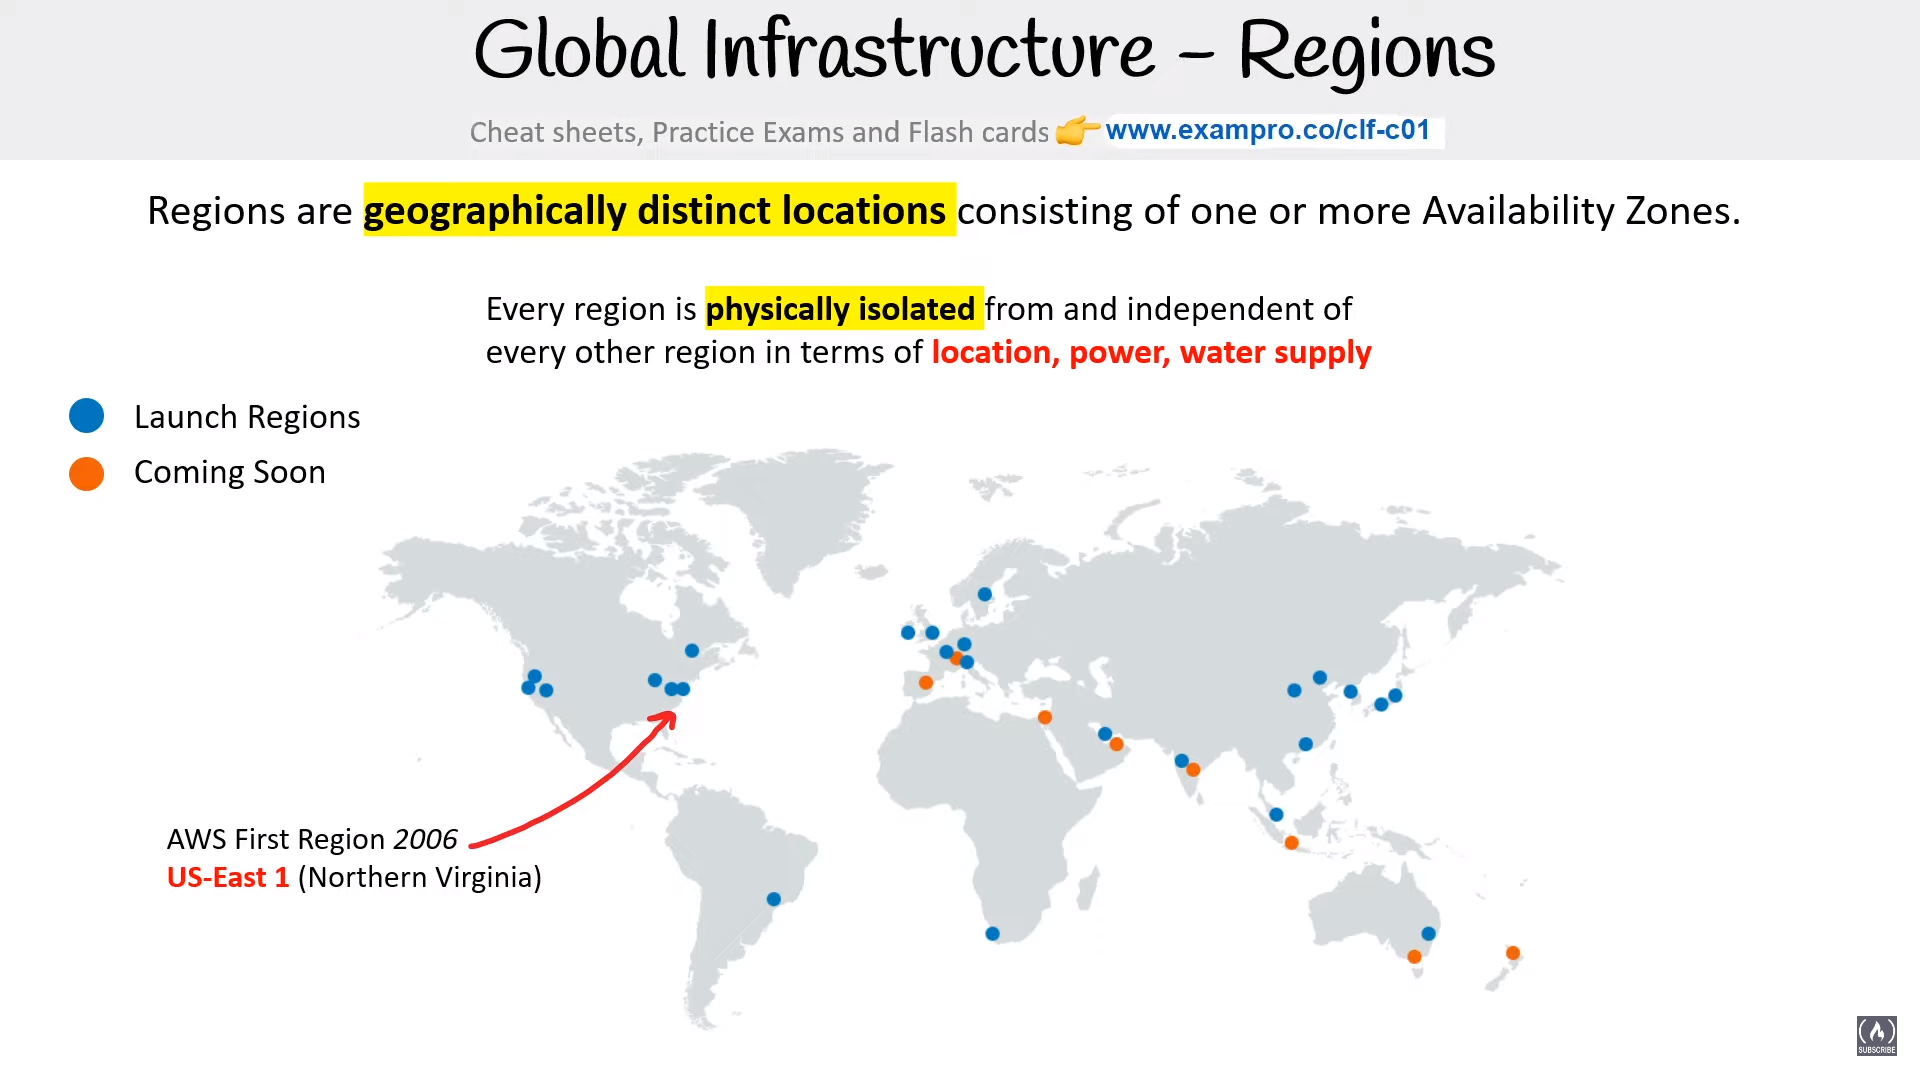 Global Infrastructure – Regions
Cheat sheets, Practice Exams and Flash cards 👉 www.exampro.co/clf-c01
Regions are geographically distinct locations consisting of one or more Availability Zones.
Every region is physically isolated from and independent of
every other region in terms of location, power, water supply
Launch Regions
Coming Soon
AWS First Region 2006
US-East 1 (Northern Virginia)
SUBSCRIBE